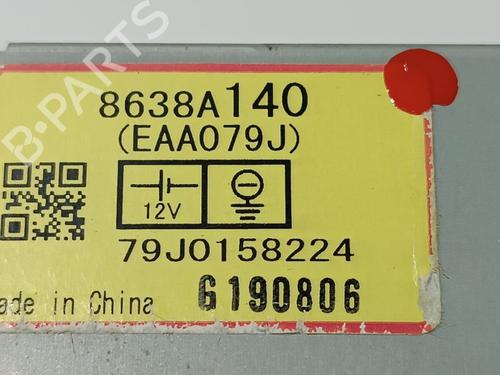 8638A140
(EAA079J)
12V
79J0158224
ade in China G190806
B-PARTS